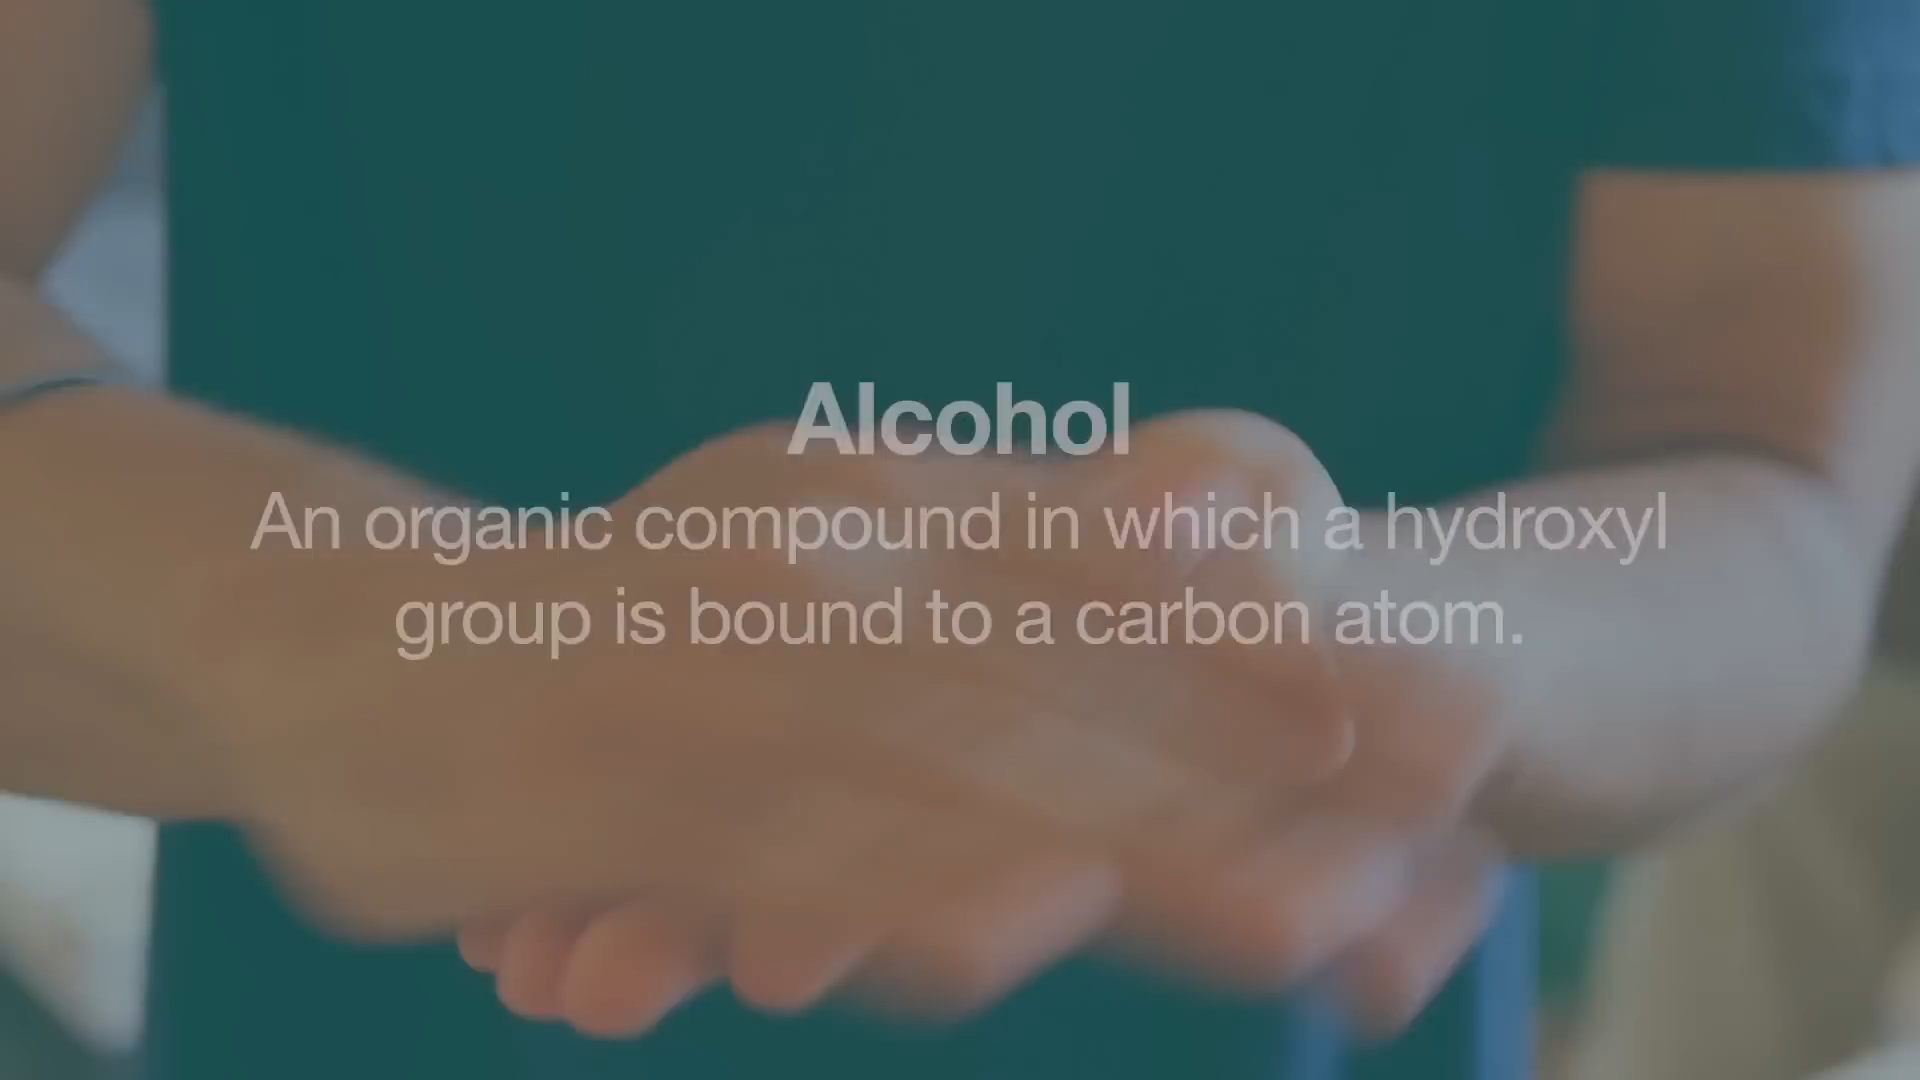 Alcohol
An organic compound in which a hydroxyl
group is bound to a carbon atom.